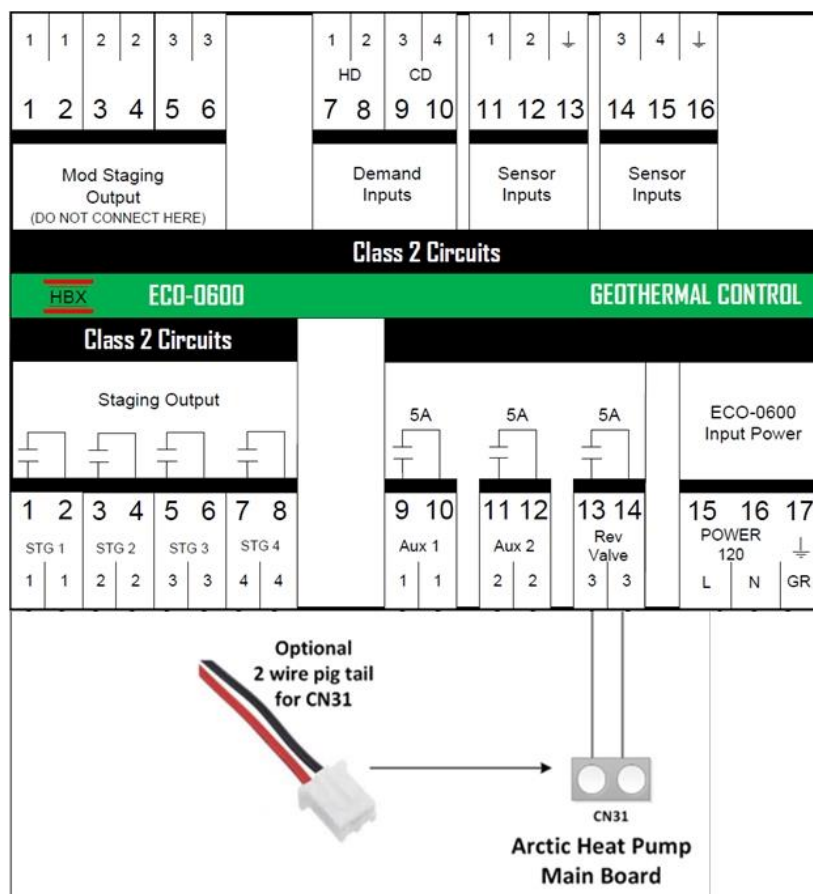 1 1 2 2 3 3 1 2 3 4 1 2 3 4
HD CD
1 2 3 4 5 6 7 8 9 10 11 12 13 14 15 16
Mod Staging
Output
(DO NOT CONNECT HERE)
Demand
Inputs
Sensor
Inputs
Sensor
Inputs
Class 2 Circuits
HBX ECO-0600 GEOTHERMAL CONTROL
Class 2 Circuits
Staging Output
5A 5A 5A
ECO-0600
Input Power
1 2 3 4 5 6 7 8 9 10 11 12 13 14 15 16 17
STG 1 STG 2 STG 3 STG 4 Aux 1 Aux 2 Rev
Valve
POWER
120
1 1 2 2 3 3 4 4 1 1 2 2 3 3 L N GR
Optional
2 wire pig tail
for CN31
CN31
Arctic Heat Pump
Main Board